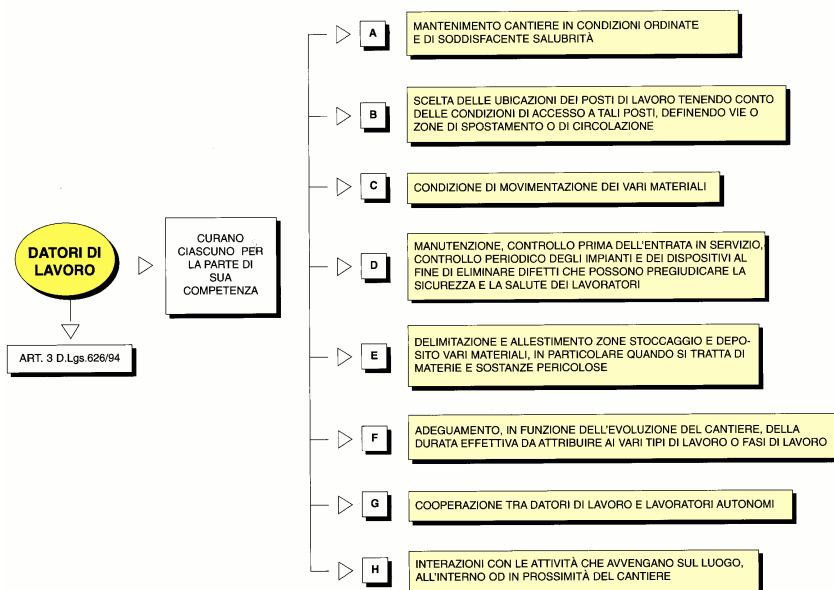 DATORI DI
LAVORO
ART. 3 D.Lgs.626/94
CURANO
CIASCUNO PER
LA PARTE DI
SUA
COMPETENZA
A
MANTENIMENTO CANTIERE IN CONDIZIONI ORDINATE
E DI SODDISFACENTE SALUBRITÀ
B
SCELTA DELLE UBICAZIONI DEI POSTI DI LAVORO TENENDO CONTO
DELLE CONDIZIONI DI ACCESSO A TALI POSTI, DEFINENDO VIE O
ZONE DI SPOSTAMENTO O DI CIRCOLAZIONE
C
CONDIZIONE DI MOVIMENTAZIONE DEI VARI MATERIALI
D
MANUTENZIONE, CONTROLLO PRIMA DELL'ENTRATA IN SERVIZIO,
CONTROLLO PERIODICO DEGLI IMPIANTI E DEI DISPOSITIVI AL
FINE DI ELIMINARE DIFETTI CHE POSSONO PREGIUDICARE LA
SICUREZZA E LA SALUTE DEI LAVORATORI
E
DELIMITAZIONE E ALLESTIMENTO ZONE STOCCAGGIO E DEPO-
SITO VARI MATERIALI, IN PARTICOLARE QUANDO SI TRATTA DI
MATERIE E SOSTANZE PERICOLOSE
F
ADEGUAMENTO, IN FUNZIONE DELL'EVOLUZIONE DEL CANTIERE, DELLA
DURATA EFFETTIVA DA ATTRIBUIRE AI VARI TIPI DI LAVORO O FASI DI LAVORO
G
COOPERAZIONE TRA DATORI DI LAVORO E LAVORATORI AUTONOMI
H
INTERAZIONI CON LE ATTIVITÀ CHE AVVENGANO SUL LUOGO,
ALL'INTERNO OD IN PROSSIMITÀ DEL CANTIERE